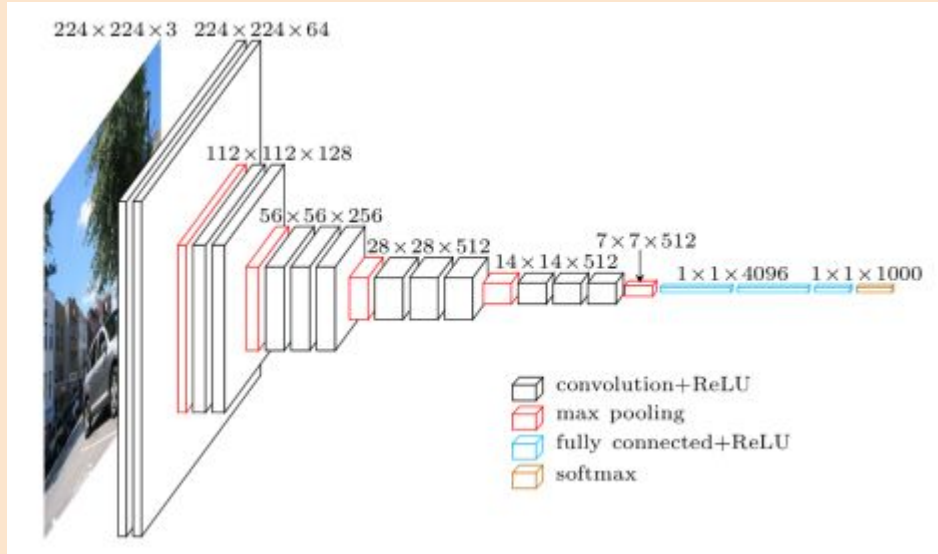 224×224×3
224×224×64
112×112×128
56×56×256
28×28×512
14×14×512
7×7×512
1×1×4096
1×1×1000
convolution+ReLU
max pooling
fully connected+ReLU
softmax